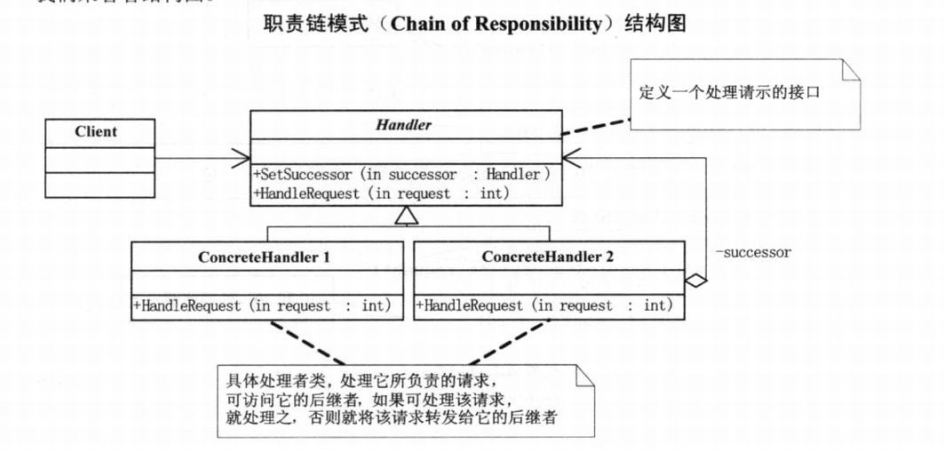 职责链模式（Chain of Responsibility）结构图
定义一个处理请示的接口
Client
Handler
+SetSuccessor (in successor : Handler)
+HandleRequest (in request : int)
ConcreteHandler 1
ConcreteHandler 2
-successor
+HandleRequest (in request : int)
+HandleRequest (in request : int)
具体处理者类，处理它所负责的请求，
可访问它的后继者，如果可处理该请求，
就处理之，否则就将该请求转发给它的后继者